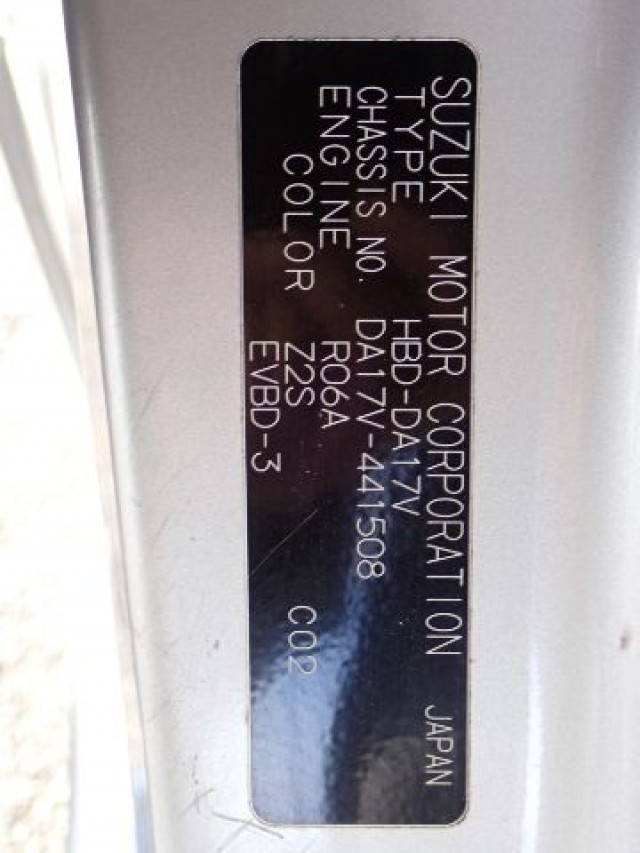 SUZUKI MOTOR CORPORATION JAPAN
TYPE HBD-DA17V
CHASSIS NO. DA17V-441508
ENGINE R06A
COLOR Z2S C02
EVBD-3